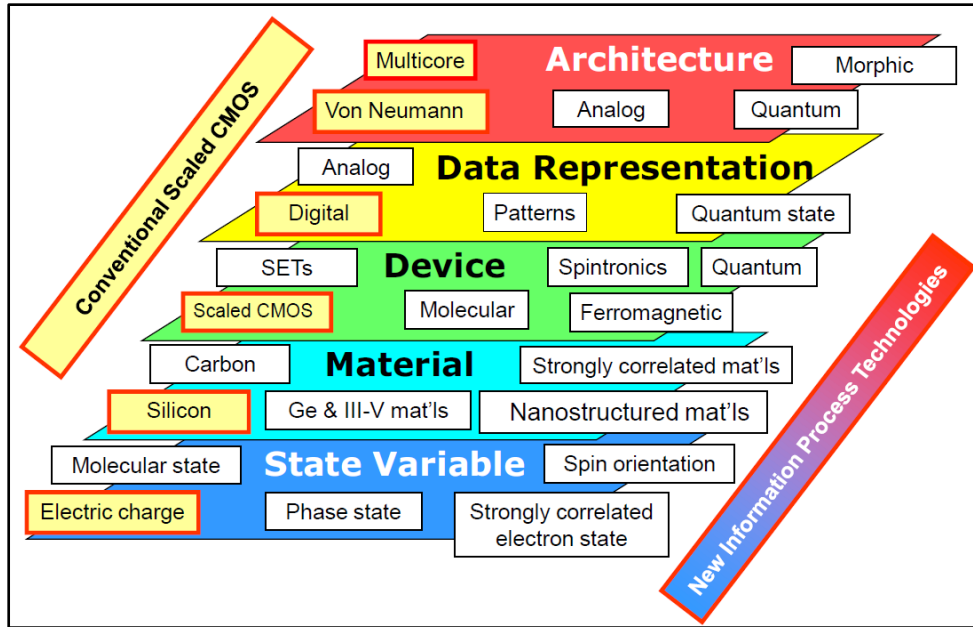 Conventional Scaled CMOS
Multicore
Architecture
Morphic
Von Neumann
Analog
Quantum
Analog
Data Representation
Digital
Patterns
Quantum state
SETs
Device
Spintronics
Quantum
Scaled CMOS
Molecular
Ferromagnetic
Carbon
Material
Strongly correlated mat'ls
Silicon
Ge & III-V mat'ls
Nanostructured mat'ls
Molecular state
State Variable
Spin orientation
Electric charge
Phase state
Strongly correlated
electron state
New Information Process Technologies